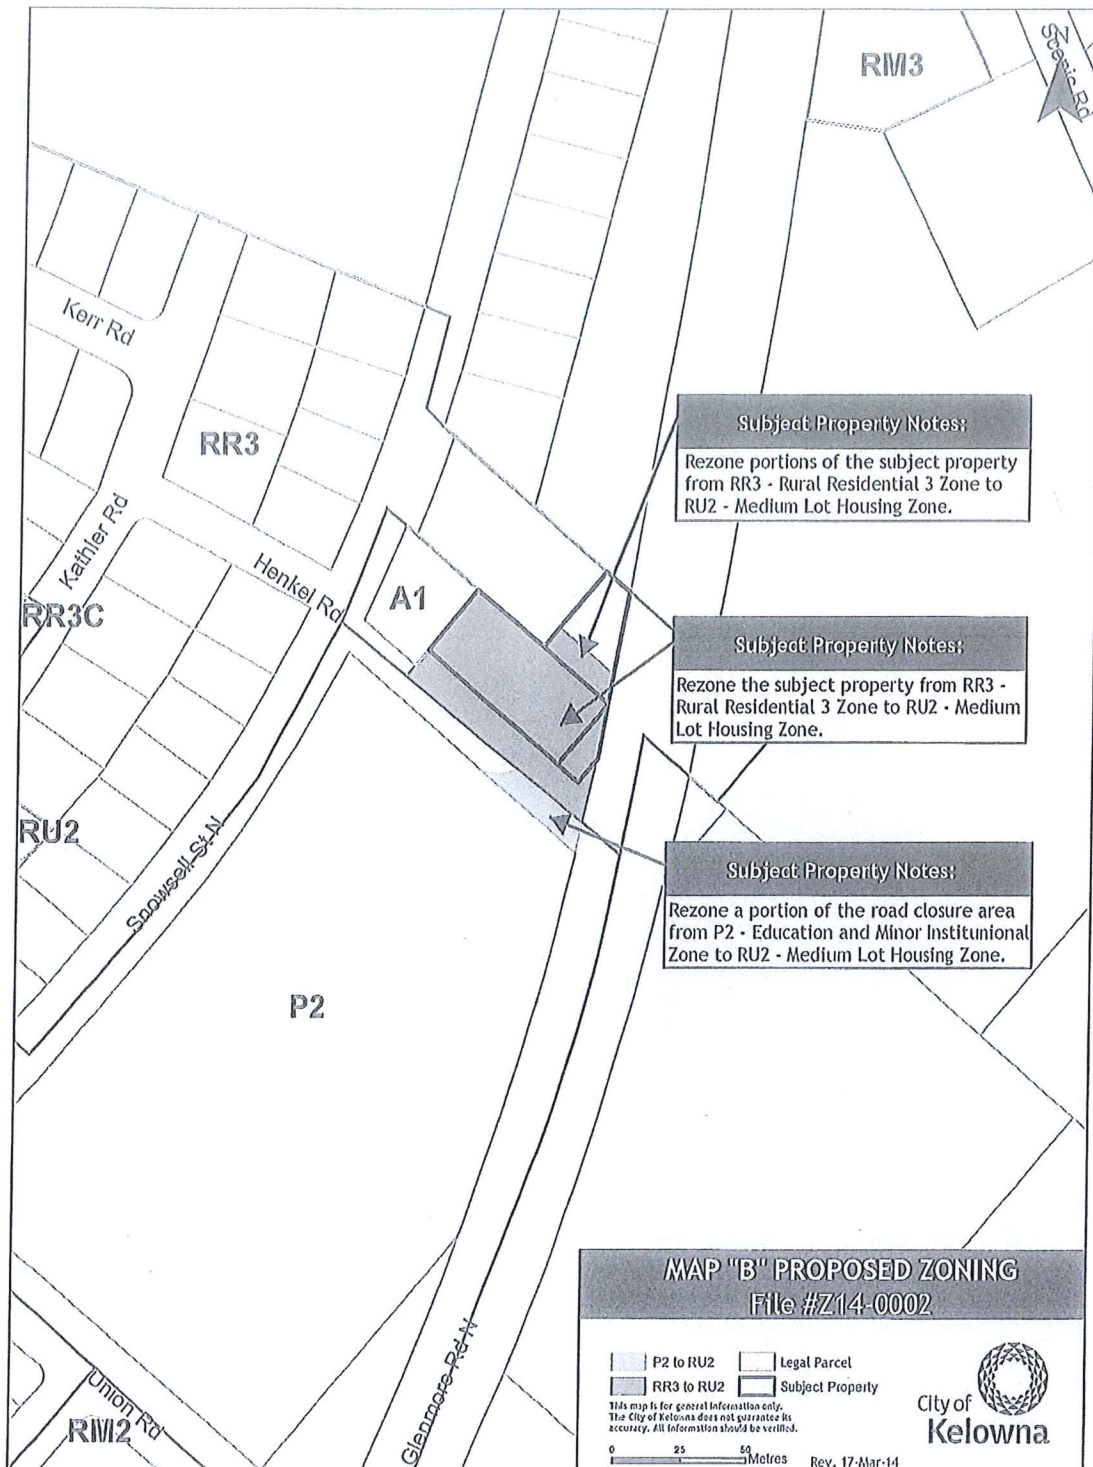 RM3
Scenic Rd
Kerr Rd
RR3
Subject Property Notes:
Rezone portions of the subject property
from RR3 - Rural Residential 3 Zone to
RU2 - Medium Lot Housing Zone.
Kathler Rd
Henkel Rd
A1
RR3C
Subject Property Notes:
Rezone the subject property from RR3 -
Rural Residential 3 Zone to RU2 - Medium
Lot Housing Zone.
RU2
Snowsell St N
Subject Property Notes:
Rezone a portion of the road closure area
from P2 - Education and Minor Institunional
Zone to RU2 - Medium Lot Housing Zone.
P2
Glenmore Rd N
Union Rd
RM2
MAP "B" PROPOSED ZONING
File #Z14-0002
P2 to RU2
Legal Parcel
RR3 to RU2
Subject Property
This map is for general information only.
The City of Kelowna does not guarantee its
accuracy. All information should be verified.
0 25 50
Metres
Rev. 17-Mar-14
City of
Kelowna